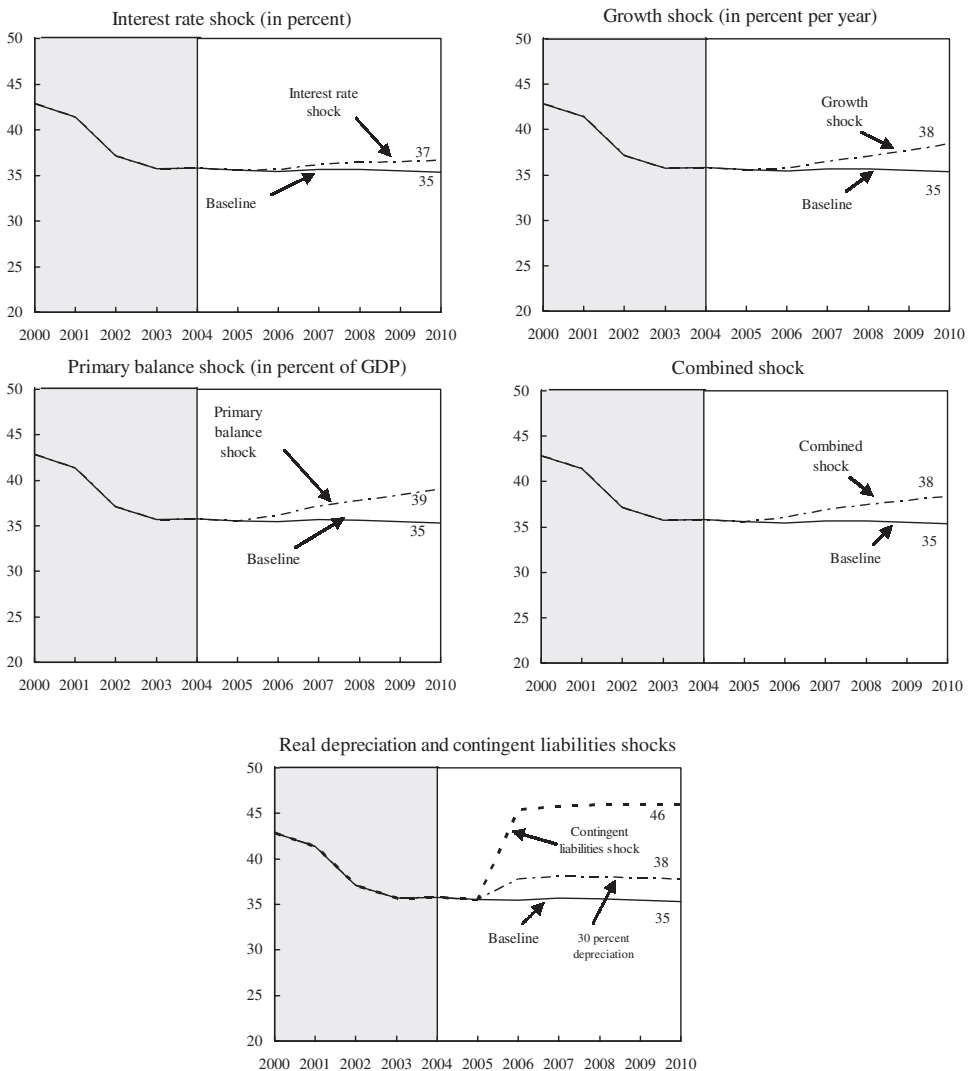 Interest rate shock (in percent)
50
45
40
35
30
25
20
Interest rate
shock
37
35
Baseline
2000 2001 2002 2003 2004 2005 2006 2007 2008 2009 2010
Growth shock (in percent per year)
50
45
40
35
30
25
20
Growth
shock
38
35
Baseline
2000 2001 2002 2003 2004 2005 2006 2007 2008 2009 2010
Primary balance shock (in percent of GDP)
50
45
40
35
30
25
20
Primary
balance
shock
39
35
Baseline
2000 2001 2002 2003 2004 2005 2006 2007 2008 2009 2010
Combined shock
50
45
40
35
30
25
20
Combined
shock
38
35
Baseline
2000 2001 2002 2003 2004 2005 2006 2007 2008 2009 2010
Real depreciation and contingent liabilities shocks
50
45
40
35
30
25
20
46
Contingent
liabilities shock
38
35
Baseline
30 percent
depreciation
2000 2001 2002 2003 2004 2005 2006 2007 2008 2009 2010